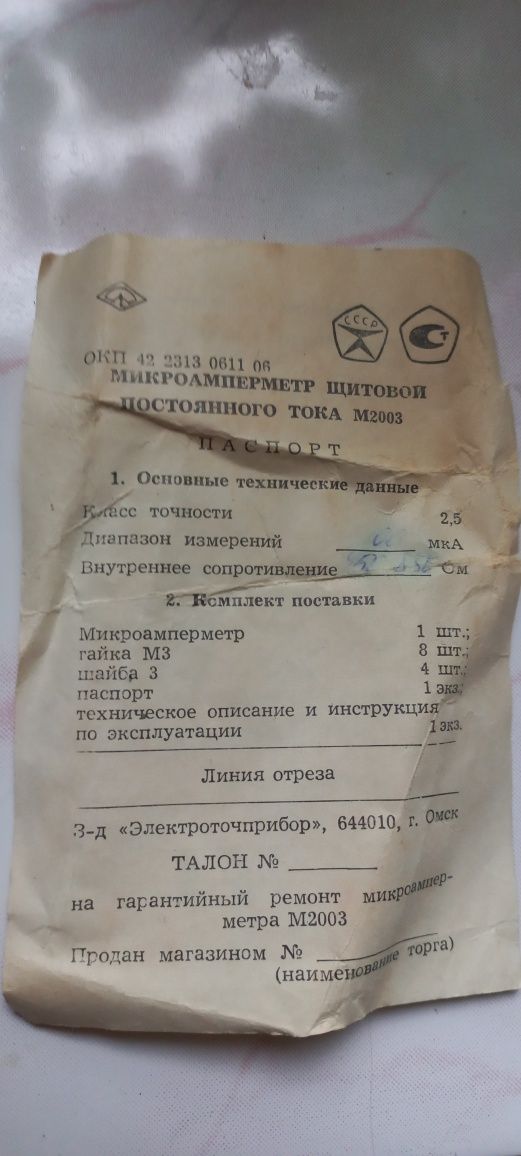 СССР
ОКП 42 2313 0611 06
МИКРОАМПЕРМЕТР ЩИТОВОЙ
ПОСТОЯННОГО ТОКА М2003
ПАСПОРТ
1. Основные технические данные
Класс точности 2,5
Диапазон измерений мкА
Внутреннее сопротивление Ом
2. Комплект поставки
Микроамперметр 1 шт.;
гайка М3 8 шт.;
шайба 3 4 шт.;
паспорт 1 экз.;
техническое описание и инструкция
по эксплуатации 1 экз.
Линия отреза
З-д «Электроточприбор», 644010, г. Омск
ТАЛОН №
на гарантийный ремонт микроампер-
метра М2003
Продан магазином №
(наименование торга)